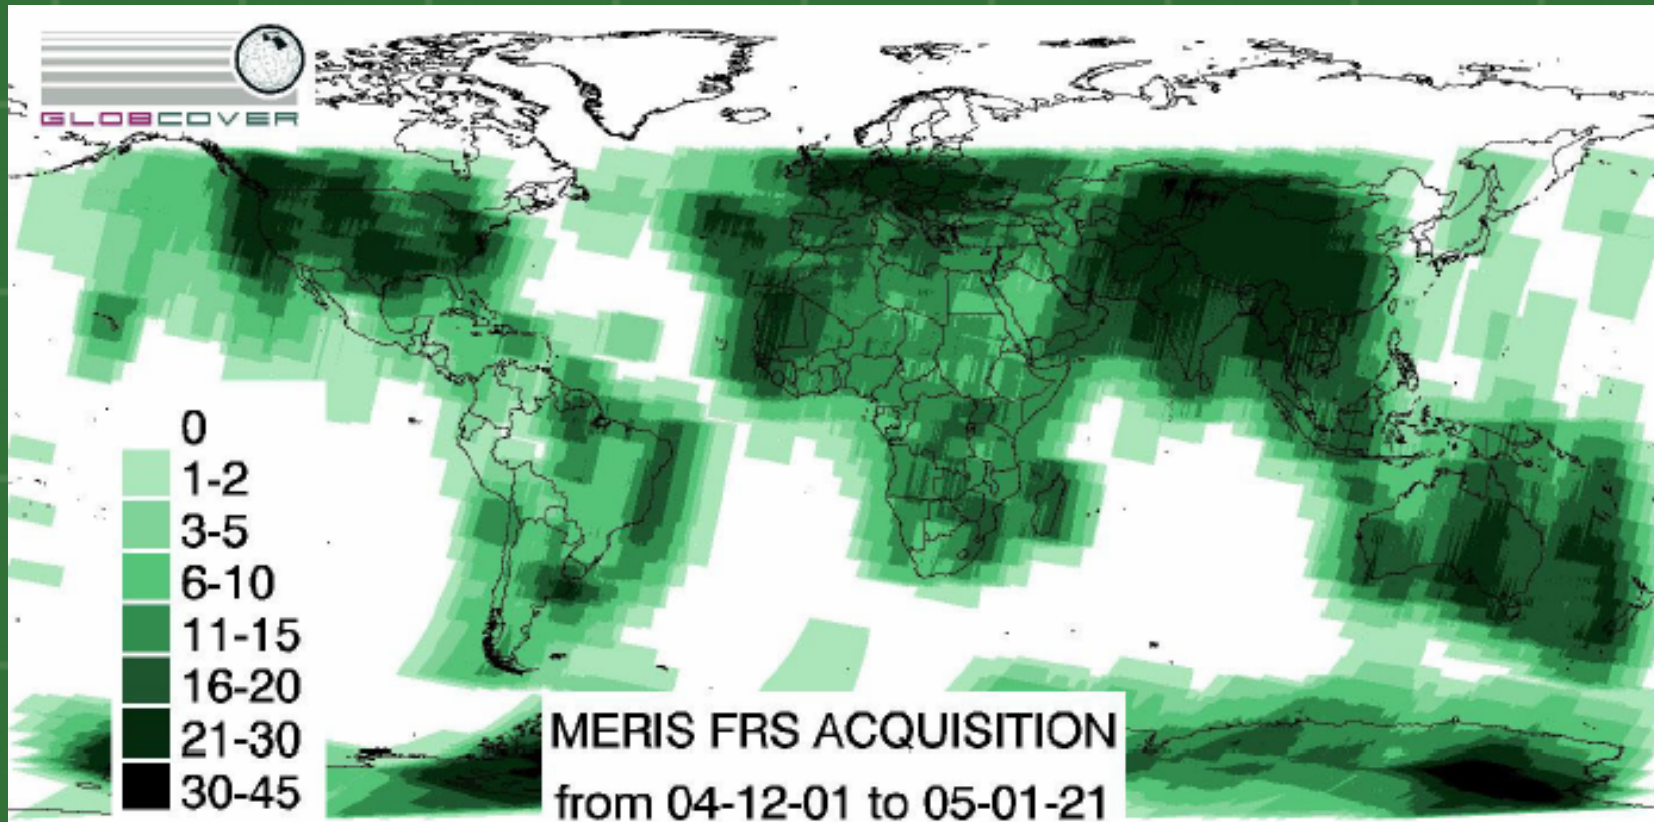 GLOBCOVER
0
1-2
3-5
6-10
11-15
16-20
21-30
30-45
MERIS FRS ACQUISITION
from 04-12-01 to 05-01-21